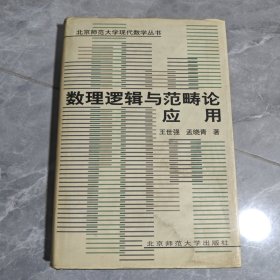 北京师范大学现代数学丛书
数理逻辑与范畴论
应用
王世强 孟晓青 著
北京师范大学出版社